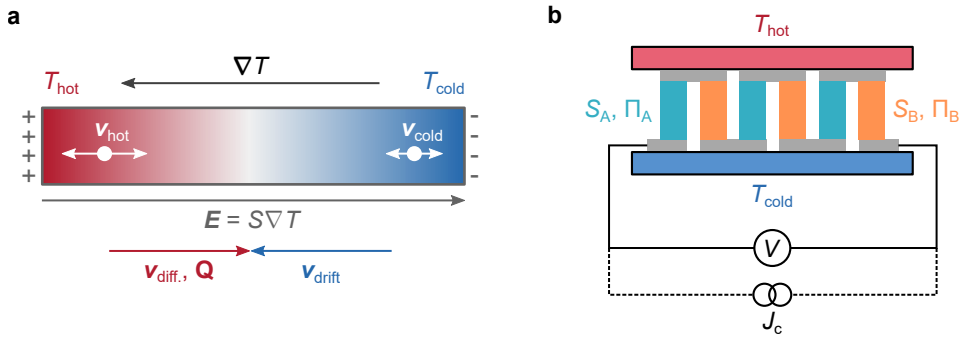 a
∇T
T_hot
T_cold
+ -
+ v_hot v_cold -
+ -
+ -
E = S∇T
v_diff., Q
v_drift
b
T_hot
S_A, Π_A
S_B, Π_B
T_cold
V
J_c